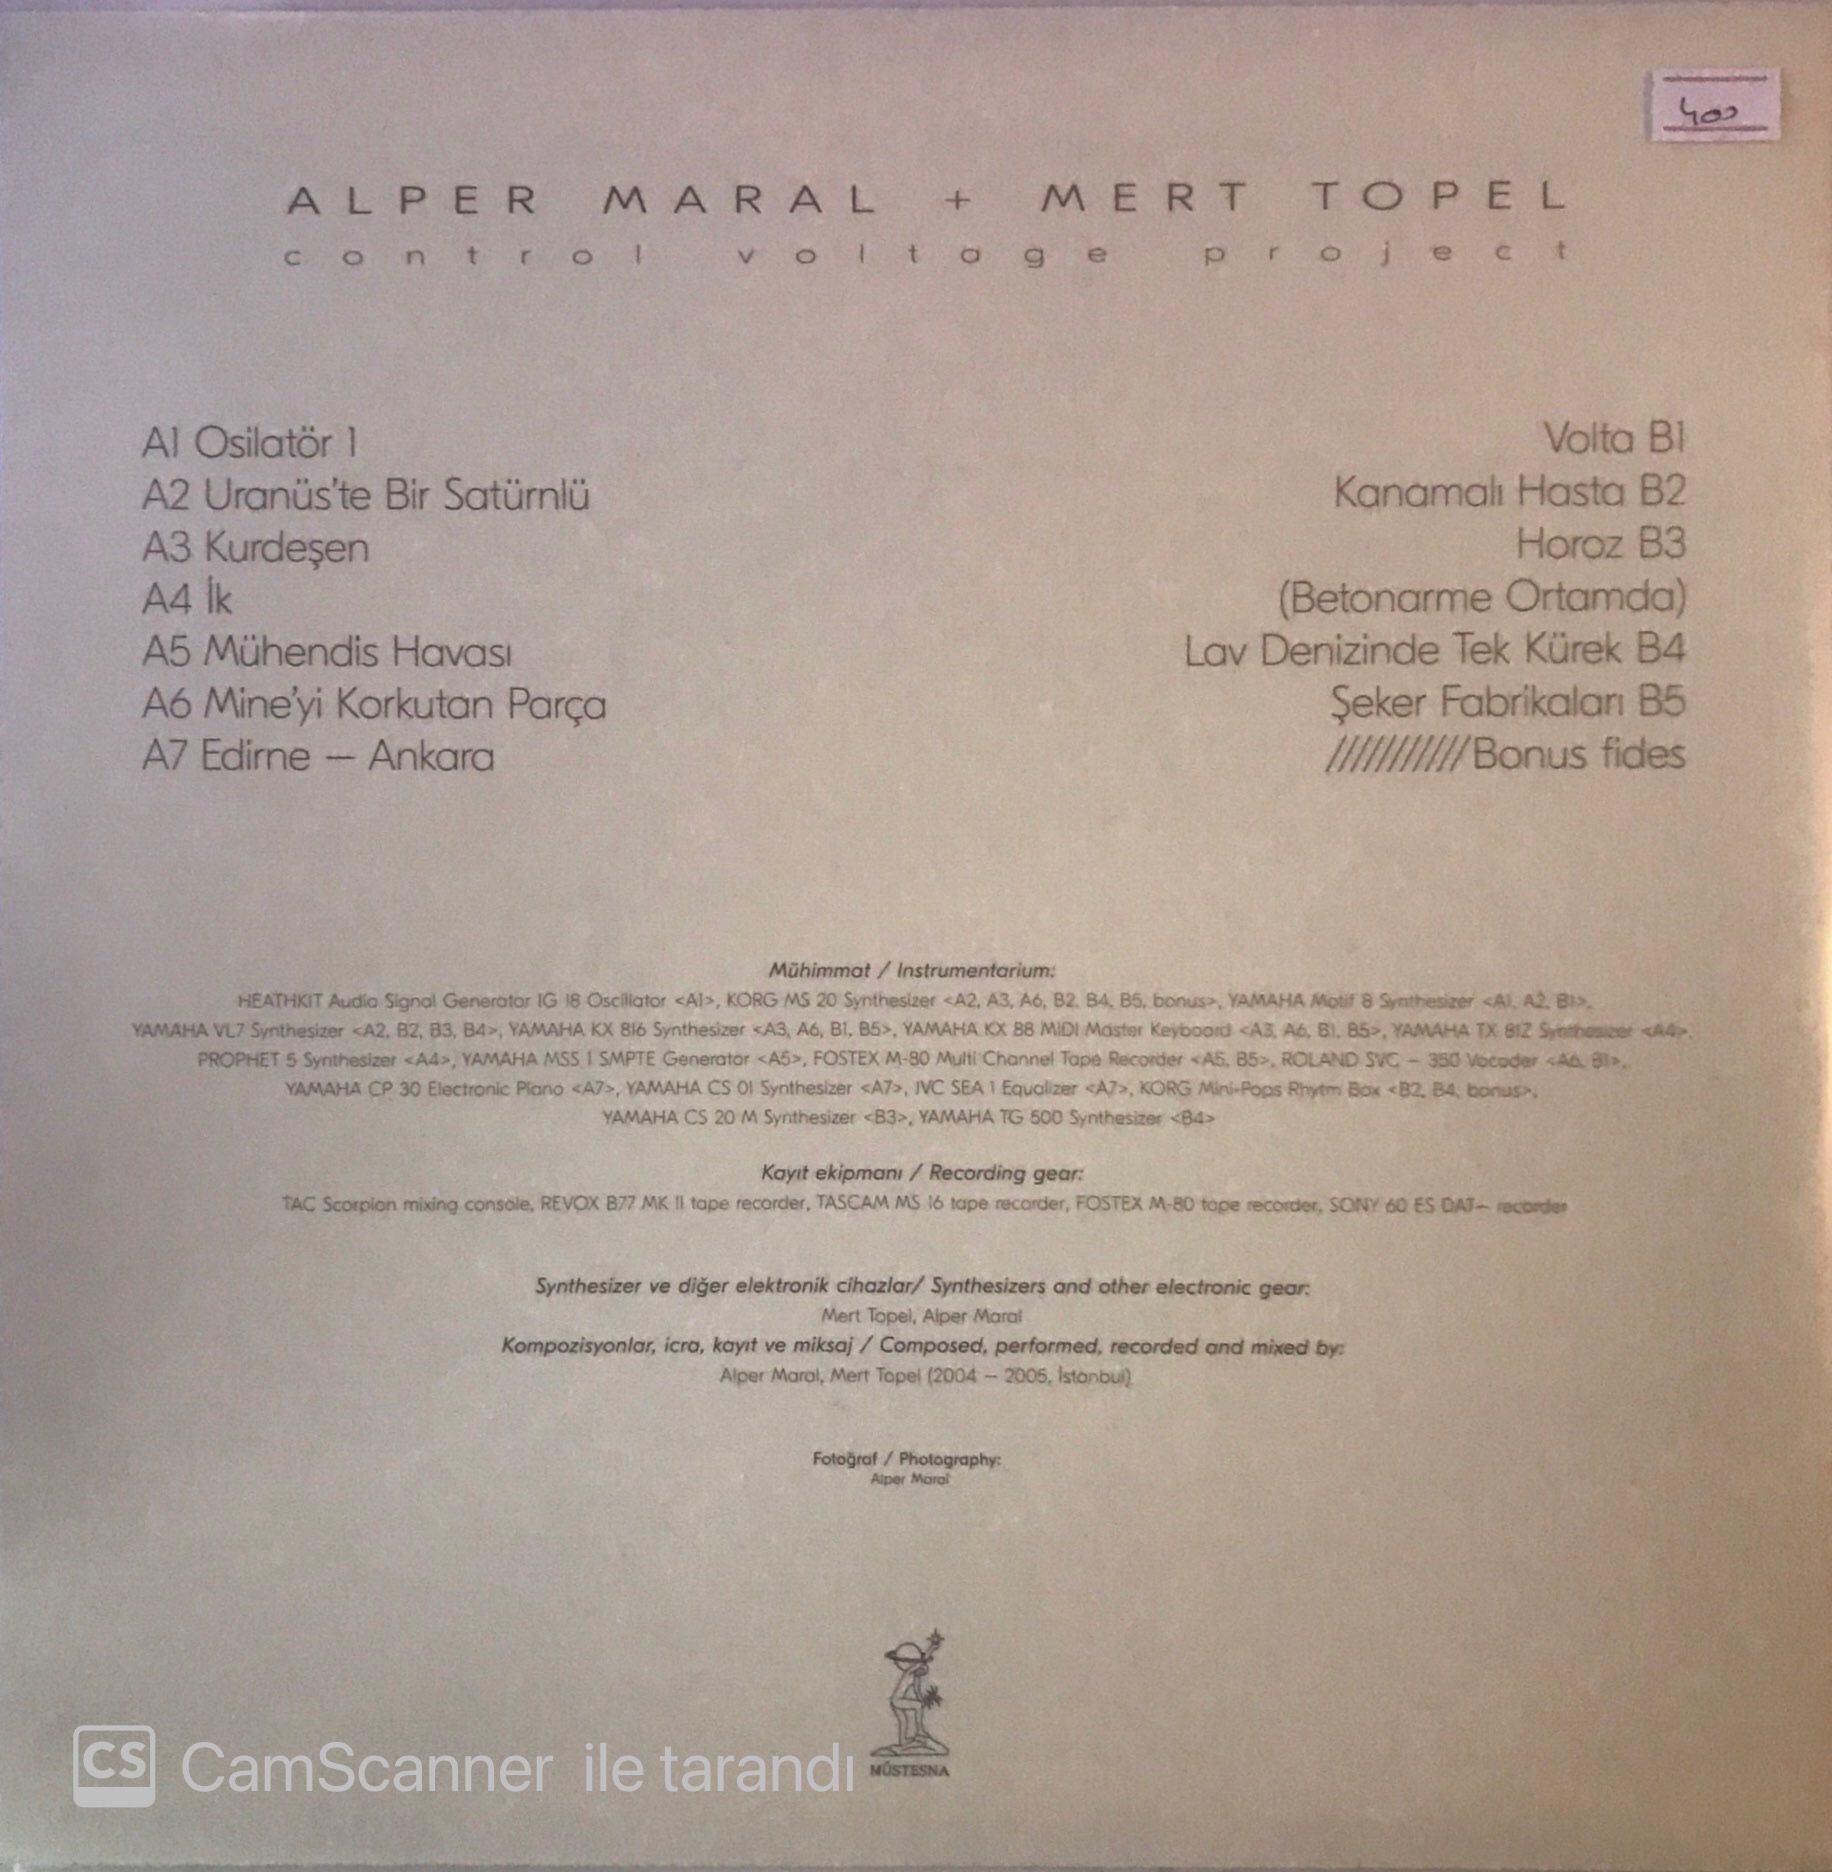 400
ALPER MARAL + MERT TOPEL
control voltage project
A1 Osilatör 1
A2 Uranüs'te Bir Satürnlü
A3 Kurdeşen
A4 İk
A5 Mühendis Havası
A6 Mine'yi Korkutan Parça
A7 Edirne – Ankara
Volta B1
Kanamalı Hasta B2
Horoz B3
(Betonarme Ortamda)
Lav Denizinde Tek Kürek B4
Şeker Fabrikaları B5
///////////Bonus fides
Mühimmat / Instrumentarium:
HEATHKIT Audio Signal Generator IG 18 Oscillator <A1>, KORG MS 20 Synthesizer <A2, A3, A6, B2, B4, B5, bonus>, YAMAHA Motif 8 Synthesizer <A1, A2, B1>,
YAMAHA VL7 Synthesizer <A2, B2, B3, B4>, YAMAHA KX 816 Synthesizer <A3, A6, B1, B5>, YAMAHA KX 88 MIDI Master Keyboard <A3, A6, B1, B5>, YAMAHA TX 81Z Synthesizer <A4>,
PROPHET 5 Synthesizer <A4>, YAMAHA MSS 1 SMPTE Generator <A5>, FOSTEX M-80 Multi Channel Tape Recorder <A5, B5>, ROLAND SVC – 350 Vocoder <A6, B1>,
YAMAHA CP 30 Electronic Piano <A7>, YAMAHA CS 01 Synthesizer <A7>, JVC SEA 1 Equalizer <A7>, KORG Mini-Pops Rhytm Box <B2, B4, bonus>,
YAMAHA CS 20 M Synthesizer <B3>, YAMAHA TG 500 Synthesizer <B4>
Kayıt ekipmanı / Recording gear:
TAC Scorpion mixing console, REVOX B77 MK II tape recorder, TASCAM MS 16 tape recorder, FOSTEX M-80 tape recorder, SONY 60 ES DAT– recorder
Synthesizer ve diğer elektronik cihazlar/ Synthesizers and other electronic gear:
Mert Topel, Alper Maral
Kompozisyonlar, icra, kayıt ve miksaj / Composed, performed, recorded and mixed by:
Alper Maral, Mert Topel (2004 – 2005, İstanbul)
Fotoğraf / Photography:
Alper Maral
MÜSTESNA
CS CamScanner ile tarandı